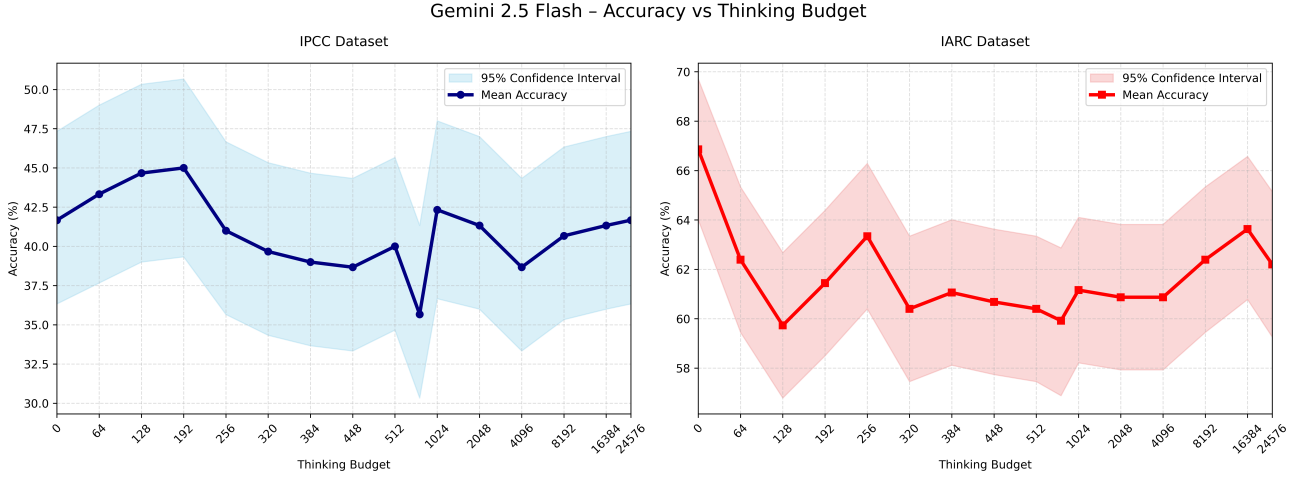 Gemini 2.5 Flash – Accuracy vs Thinking Budget
IPCC Dataset
Accuracy (%)
50.0
47.5
45.0
42.5
40.0
37.5
35.0
32.5
30.0
95% Confidence Interval
Mean Accuracy
0 64 128 192 256 320 384 448 512 1024 2048 4096 8192 16384 24576
Thinking Budget
IARC Dataset
Accuracy (%)
70
68
66
64
62
60
58
95% Confidence Interval
Mean Accuracy
0 64 128 192 256 320 384 448 512 1024 2048 4096 8192 16384 24576
Thinking Budget